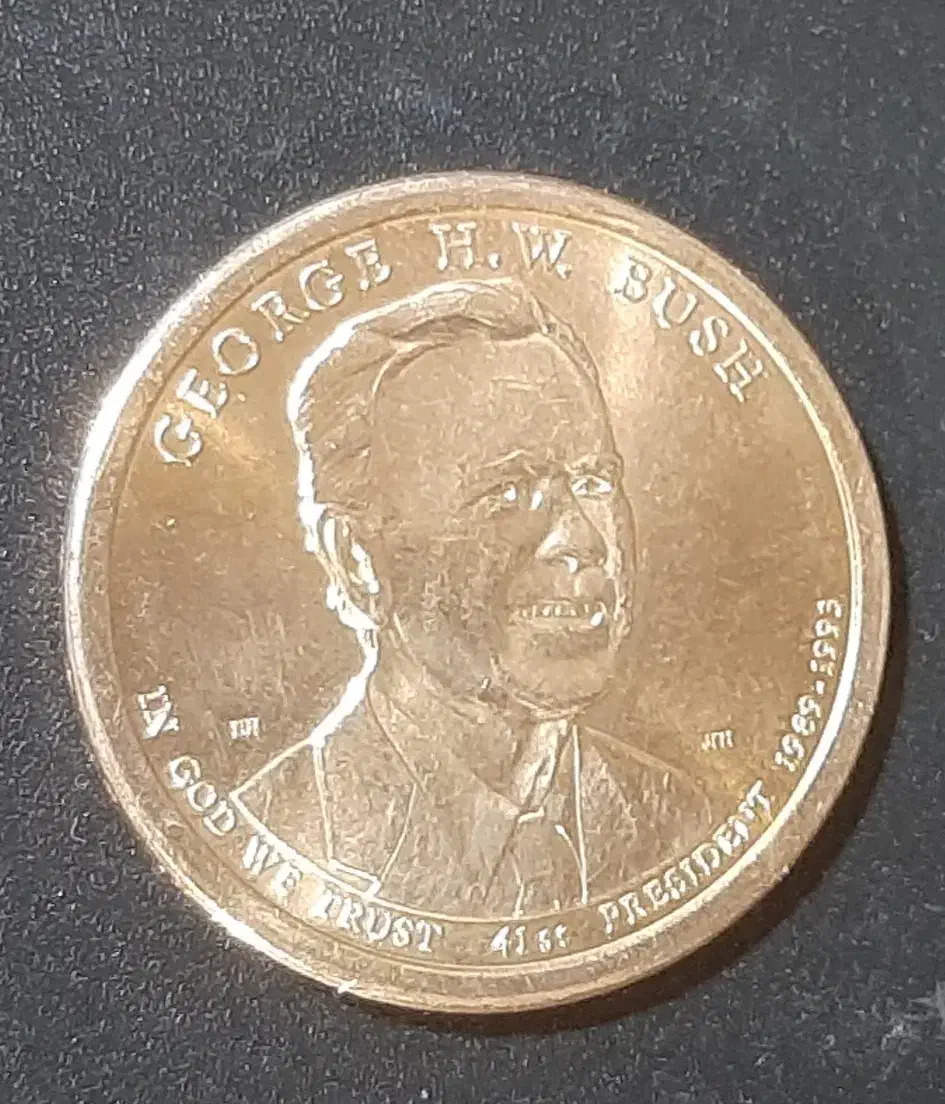 GEORGE H.W. BUSH
IN GOD WE TRUST
41st PRESIDENT 1989-1993